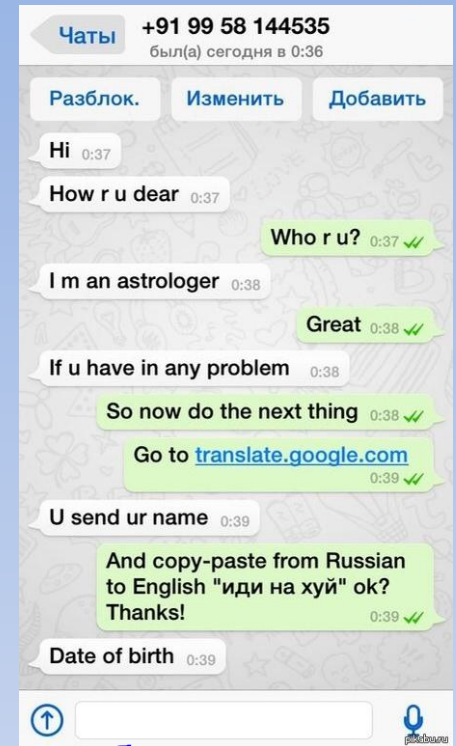 Чаты
+91 99 58 144535
был(а) сегодня в 0:36
Разблок. Изменить Добавить
Hi 0:37
How r u dear 0:37
Who r u? 0:37
I m an astrologer 0:38
Great 0:38
If u have in any problem 0:38
So now do the next thing 0:38
Go to translate.google.com
0:39
U send ur name 0:39
And copy-paste from Russian
to English "иди на хуй" ok?
Thanks! 0:39
Date of birth 0:39
pikabu.ru